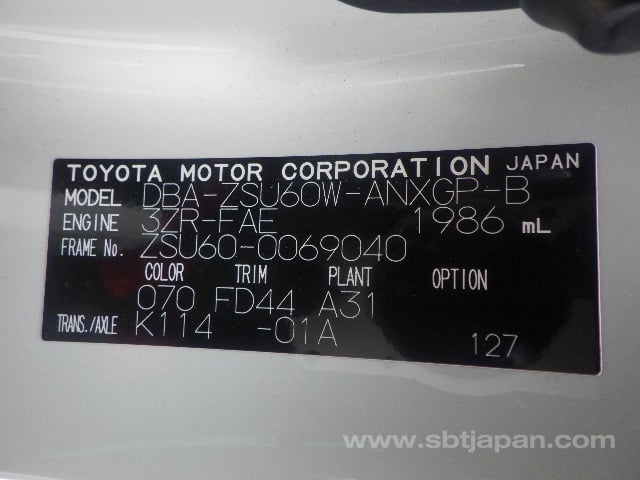 TOYOTA MOTOR CORPORATION JAPAN
MODEL DBA-ZSU60W-ANXGP-B
ENGINE 3ZR-FAE 1986 mL
FRAME No. ZSU60-0069040
COLOR TRIM PLANT OPTION
070 FD44 A31
TRANS./AXLE K114 -01A
127
www.sbtjapan.com/